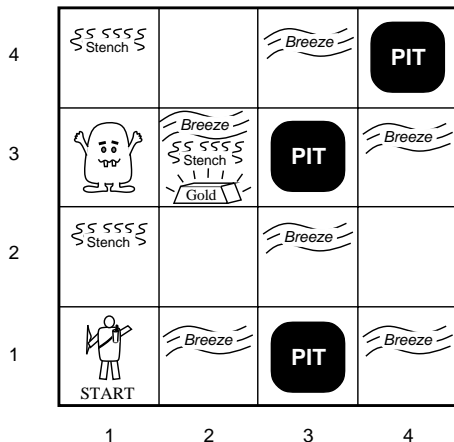 4
Stench
Breeze
PIT
3
Breeze
Stench
Gold
PIT
Breeze
2
Stench
Breeze
1
START
Breeze
PIT
Breeze
1 2 3 4